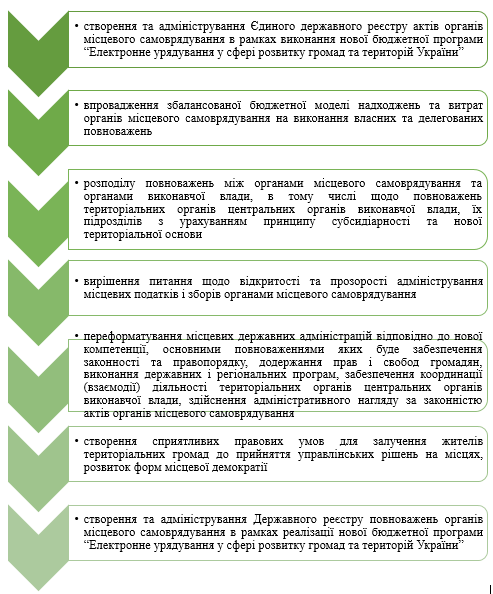 • створення та адміністрування Єдиного державного реєстру актів органів
місцевого самоврядування в рамках виконання нової бюджетної програми
“Електронне урядування у сфері розвитку громад та територій України”
• впровадження збалансованої бюджетної моделі надходжень та витрат
органів місцевого самоврядування на виконання власних та делегованих
повноважень
• розподілу повноважень між органами місцевого самоврядування та
органами виконавчої влади, в тому числі щодо повноважень
територіальних органів центральних органів виконавчої влади, їх
підрозділів з урахуванням принципу субсидіарності та нової
територіальної основи
• вирішення питання щодо відкритості та прозорості адміністрування
місцевих податків і зборів органами місцевого самоврядування
• переформатування місцевих державних адміністрацій відповідно до нової
компетенції, основними повноваженнями яких буде забезпечення
законності та правопорядку, додержання прав і свобод громадян,
виконання державних і регіональних програм, забезпечення координації
(взаємодії) діяльності територіальних органів центральних органів
виконавчої влади, здійснення адміністративного нагляду за законністю
актів органів місцевого самоврядування
• створення сприятливих правових умов для залучення жителів
територіальних громад до прийняття управлінських рішень на місцях,
розвиток форм місцевої демократії
• створення та адміністрування Державного реєстру повноважень органів
місцевого самоврядування в рамках реалізації нової бюджетної програми
“Електронне урядування у сфері розвитку громад та територій України”